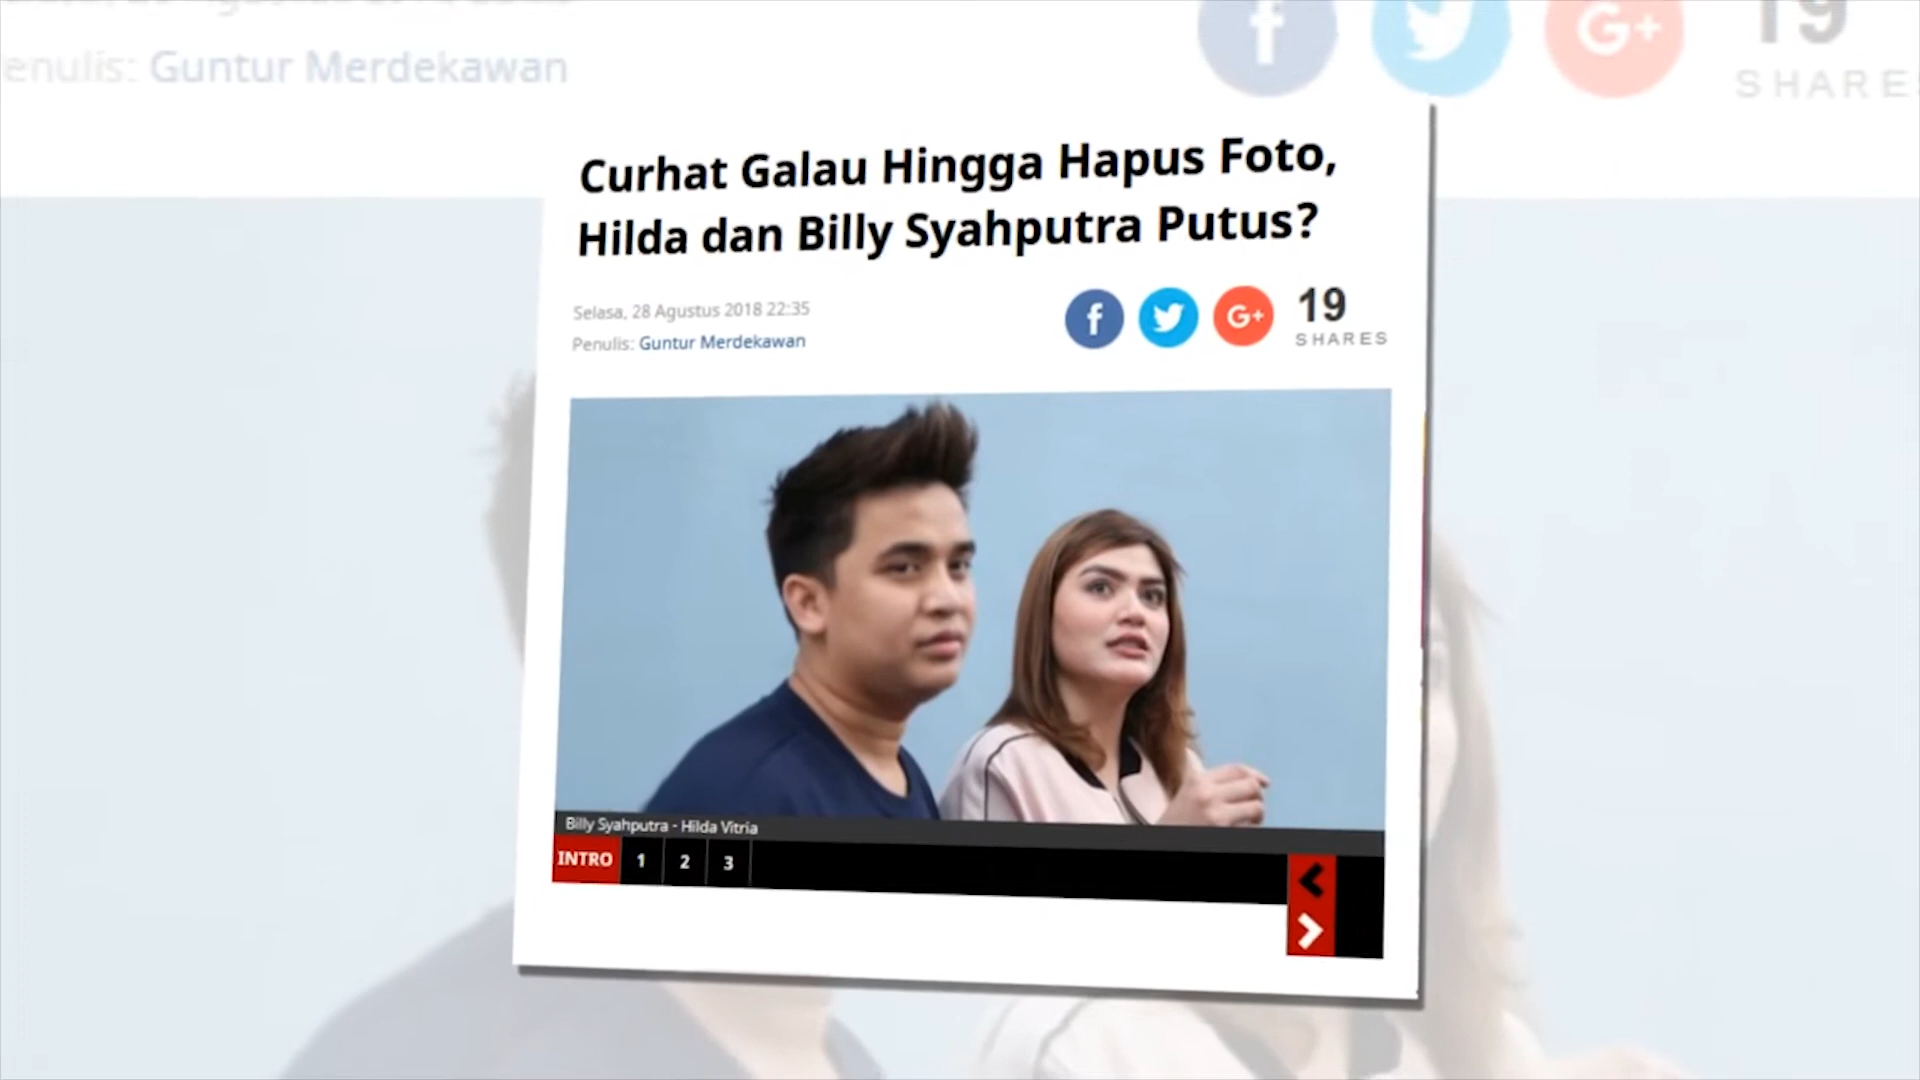 Penulis: Guntur Merdekawan
19
SHARES
Curhat Galau Hingga Hapus Foto,
Hilda dan Billy Syahputra Putus?
Selasa, 28 Agustus 2018 22:35
Penulis: Guntur Merdekawan
f
G+
19
SHARES
Billy Syahputra - Hilda Vitria
INTRO 1 2 3